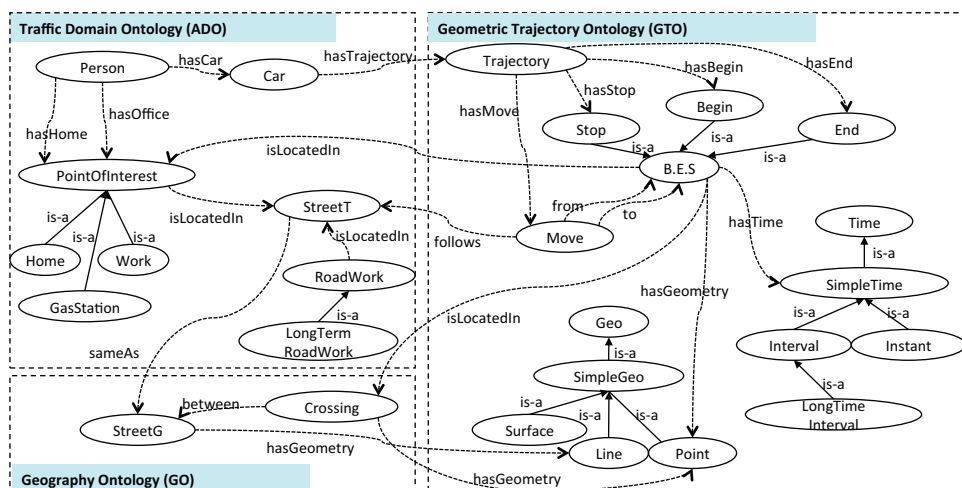 Traffic Domain Ontology (ADO)
Geometric Trajectory Ontology (GTO)
Person
hasCar
Car
hasTrajectory
Trajectory
hasBegin
hasEnd
hasHome
hasOffice
hasMove
hasStop
Begin
Stop
is-a
End
is-a
is-a
PointOfInterest
isLocatedIn
B.E.S
isLocatedIn
StreetT
from
to
hasTime
is-a
is-a
is-a
isLocatedIn
follows
Move
Time
Home
Work
RoadWork
is-a
GasStation
is-a
hasGeometry
SimpleTime
LongTerm
RoadWork
isLocatedIn
Geo
is-a
is-a
sameAs
is-a
Interval
Instant
SimpleGeo
is-a
between
Crossing
is-a
is-a
is-a
LongTime
Interval
StreetG
Surface
hasGeometry
Line
Point
hasGeometry
Geography Ontology (GO)